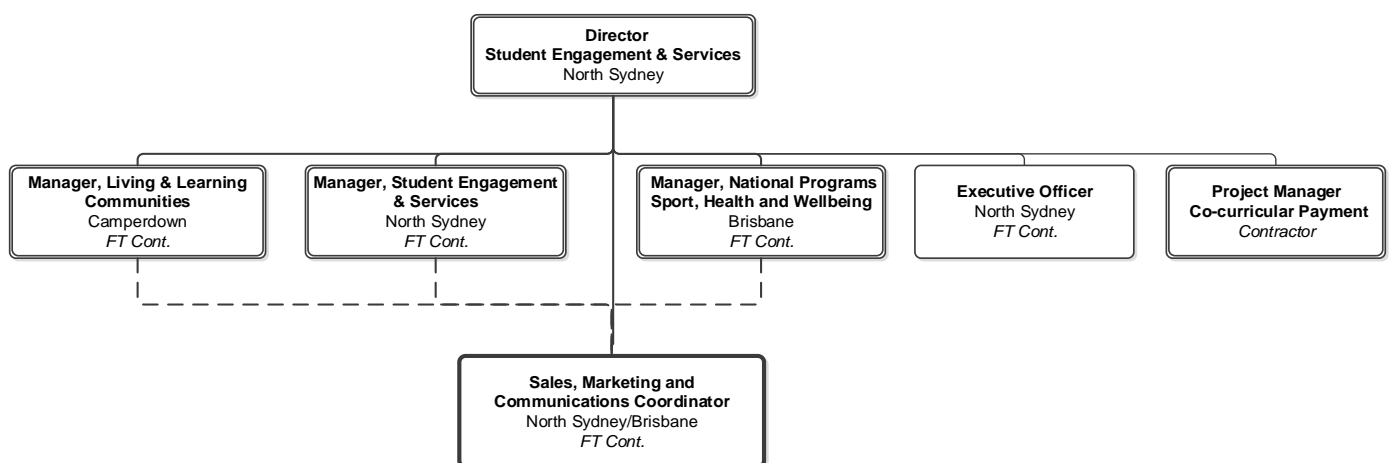 Director
Student Engagement & Services
North Sydney
Manager, Living & Learning
Communities
Camperdown
FT Cont.
Manager, Student Engagement
& Services
North Sydney
FT Cont.
Manager, National Programs
Sport, Health and Wellbeing
Brisbane
FT Cont.
Executive Officer
North Sydney
FT Cont.
Project Manager
Co-curricular Payment
Contractor
Sales, Marketing and
Communications Coordinator
North Sydney/Brisbane
FT Cont.